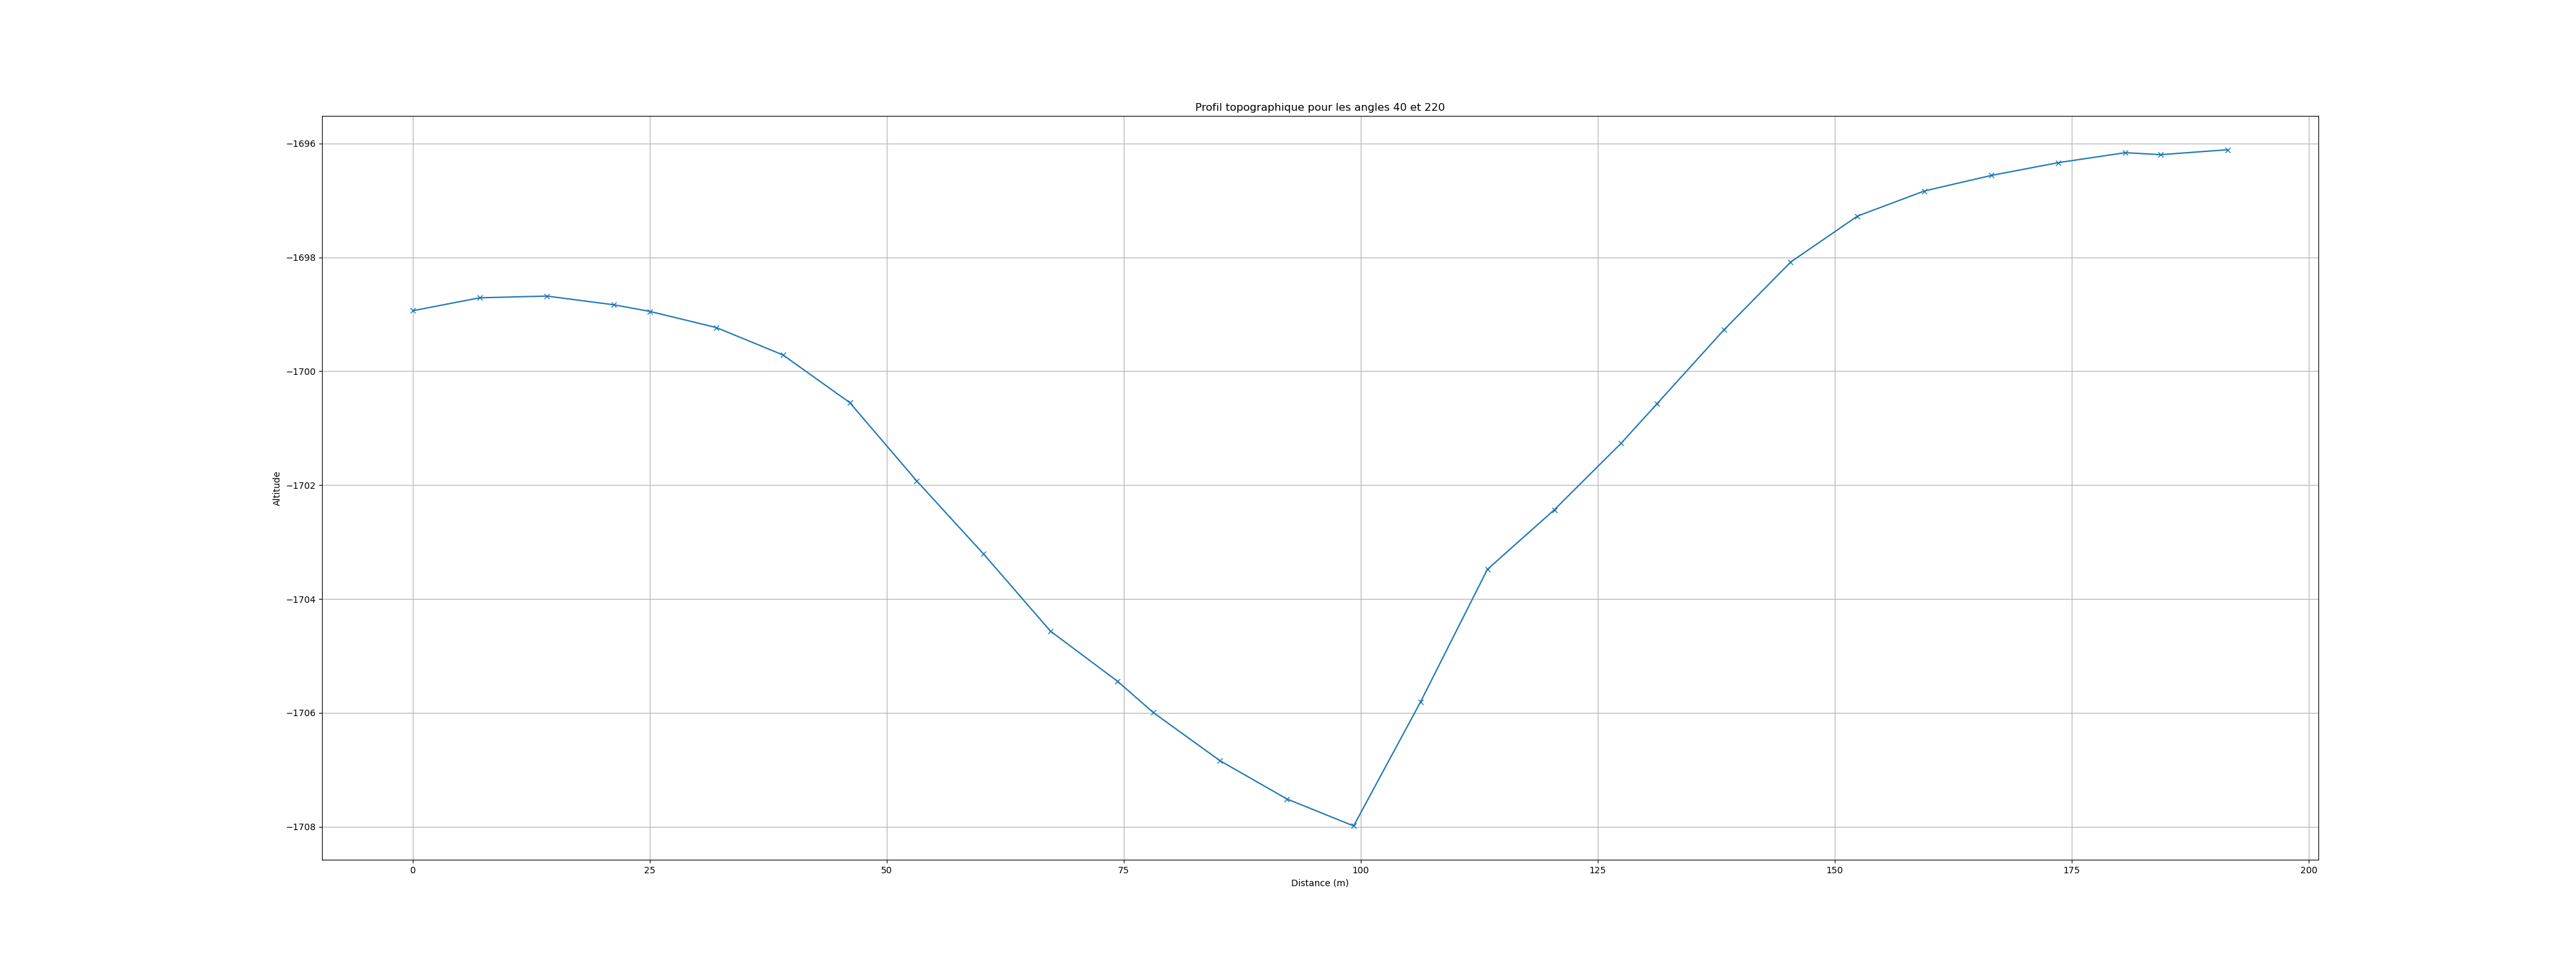 Profil topographique pour les angles 40 et 220
−1696
−1698
−1700
−1702
−1704
−1706
−1708
Altitude
0 25 50 75 100 125 150 175 200
Distance (m)